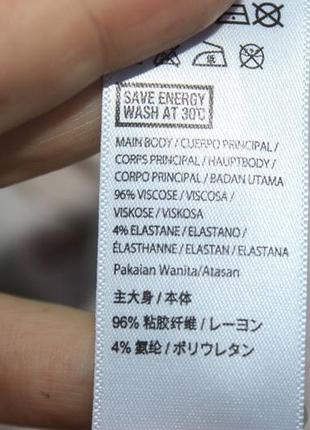 低
SAVE ENERGY
WASH AT 30℃
MAIN BODY / CUERPO PRINCIPAL /
CORPS PRINCIPAL / HAUPTBODY /
CORPO PRINCIPALE / BADAN UTAMA
96% VISCOSE / VISCOSA /
VISKOSE / VISKOSA
4% ELASTANE / ELASTANO /
ÉLASTHANNE / ELASTAN / ELASTANA
Pakaian Wanita/Atasan
主大身 / 本体
96% 粘胶纤维 / レーヨン
4% 氨纶 / ポリウレタン